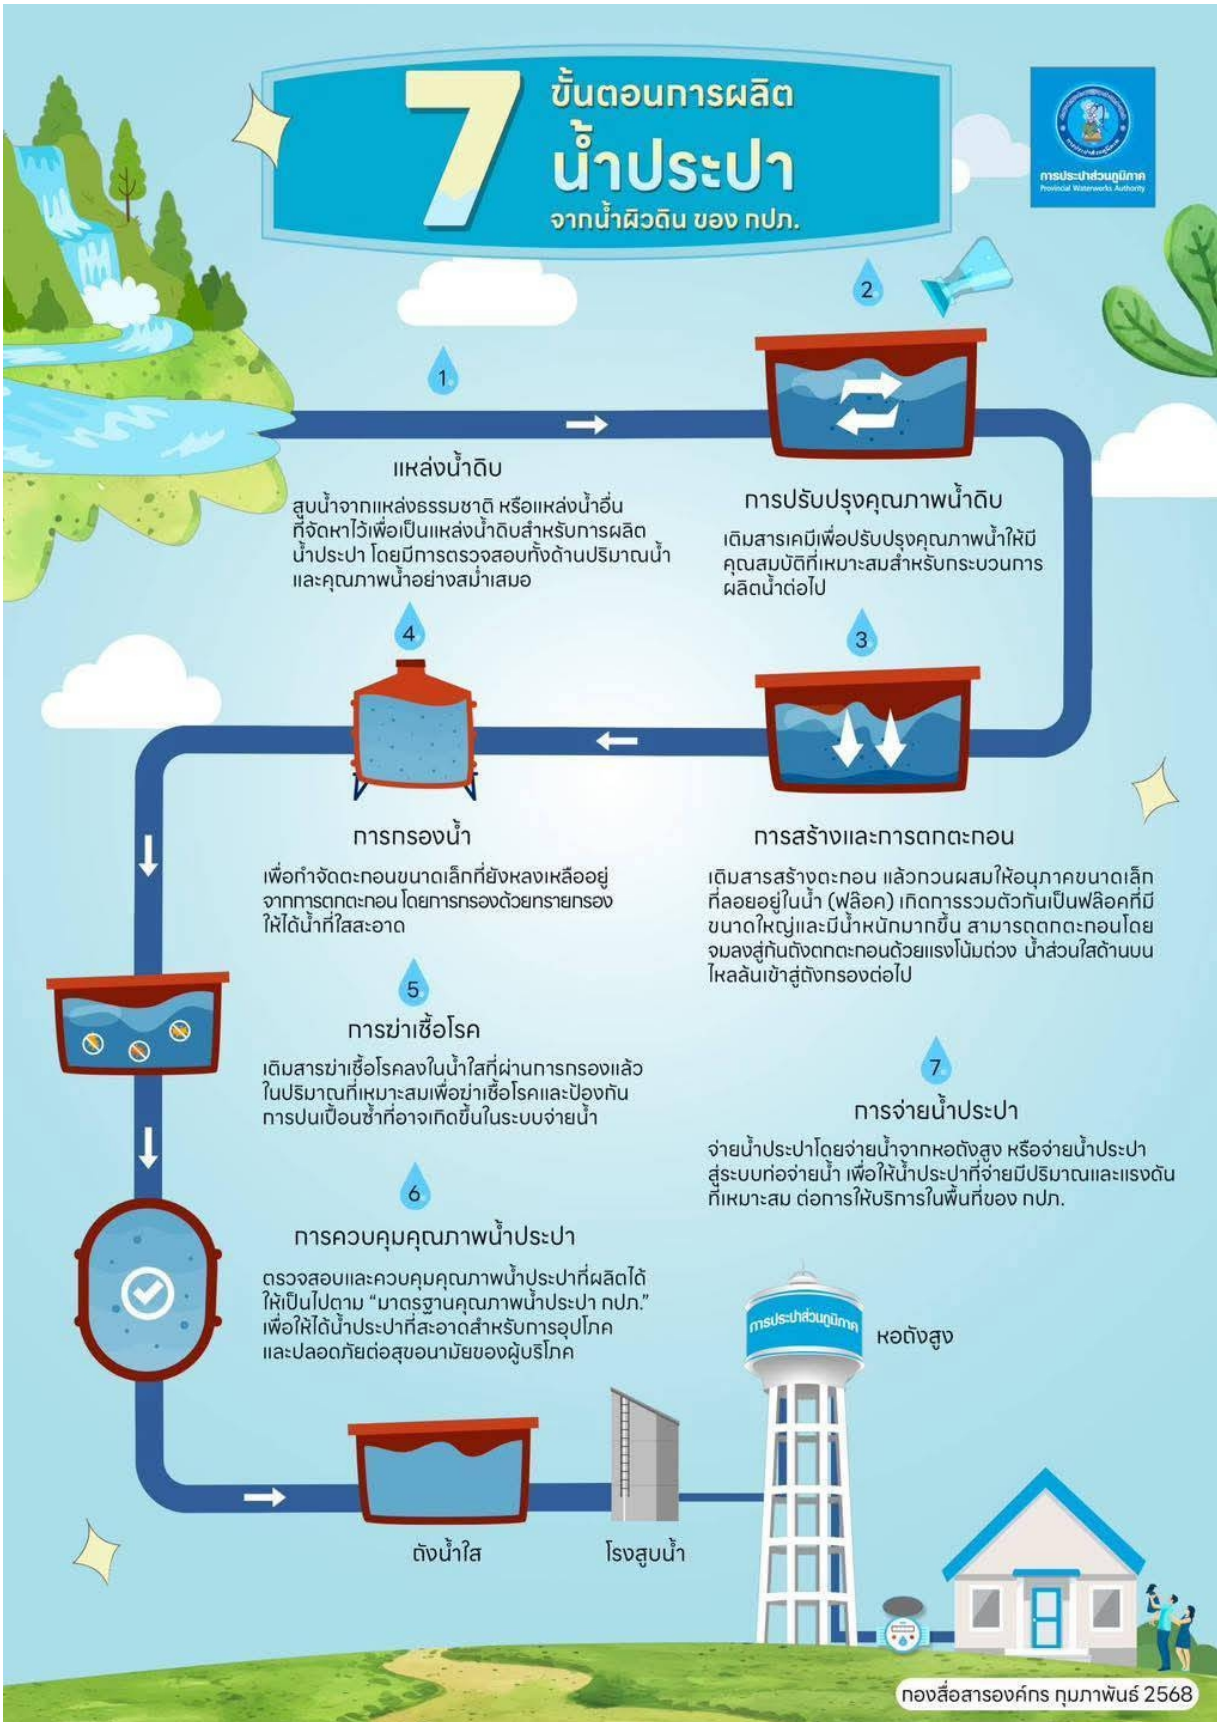 7
ขั้นตอนการผลิต
น้ำประปา
จากน้ำผิวดิน ของ กปภ.
การประปาส่วนภูมิภาค
Provincial Waterworks Authority
1.
แหล่งน้ำดิบ
สูบน้ำจากแหล่งธรรมชาติ หรือแหล่งน้ำอื่น
ที่จัดหาไว้เพื่อเป็นแหล่งน้ำดิบสำหรับการผลิต
น้ำประปา โดยมีการตรวจสอบทั้งด้านปริมาณน้ำ
และคุณภาพน้ำอย่างสม่ำเสมอ
2.
การปรับปรุงคุณภาพน้ำดิบ
เติมสารเคมีเพื่อปรับปรุงคุณภาพน้ำให้มี
คุณสมบัติที่เหมาะสมสำหรับกระบวนการ
ผลิตน้ำต่อไป
3.
การสร้างและการตกตะกอน
เติมสารสร้างตะกอน แล้วกวนผสมให้อนุภาคขนาดเล็ก
ที่ลอยอยู่ในน้ำ (ฟล๊อค) เกิดการรวมตัวกันเป็นฟล๊อคที่มี
ขนาดใหญ่และมีน้ำหนักมากขึ้น สามารถตกตะกอนโดย
จมลงสู่ก้นถังตกตะกอนด้วยแรงโน้มถ่วง น้ำส่วนใสด้านบน
ไหลล้นเข้าสู่ถังกรองต่อไป
4.
การกรองน้ำ
เพื่อกำจัดตะกอนขนาดเล็กที่ยังหลงเหลืออยู่
จากการตกตะกอน โดยการกรองด้วยทรายกรอง
ให้ได้น้ำที่ใสสะอาด
5.
การฆ่าเชื้อโรค
เติมสารฆ่าเชื้อโรคลงในน้ำใสที่ผ่านการกรองแล้ว
ในปริมาณที่เหมาะสมเพื่อฆ่าเชื้อโรคและป้องกัน
การปนเปื้อนซ้ำที่อาจเกิดขึ้นในระบบจ่ายน้ำ
6.
การควบคุมคุณภาพน้ำประปา
ตรวจสอบและควบคุมคุณภาพน้ำประปาที่ผลิตได้
ให้เป็นไปตาม “มาตรฐานคุณภาพน้ำประปา กปภ.”
เพื่อให้ได้น้ำประปาที่สะอาดสำหรับการอุปโภค
และปลอดภัยต่อสุขอนามัยของผู้บริโภค
7.
การจ่ายน้ำประปา
จ่ายน้ำประปาโดยจ่ายน้ำจากหอถังสูง หรือจ่ายน้ำประปา
สู่ระบบท่อจ่ายน้ำ เพื่อให้น้ำประปาที่จ่ายมีปริมาณและแรงดัน
ที่เหมาะสม ต่อการให้บริการในพื้นที่ของ กปภ.
การประปาส่วนภูมิภาค
หอถังสูง
ถังน้ำใส
โรงสูบน้ำ
กองสื่อสารองค์กร กุมภาพันธ์ 2568